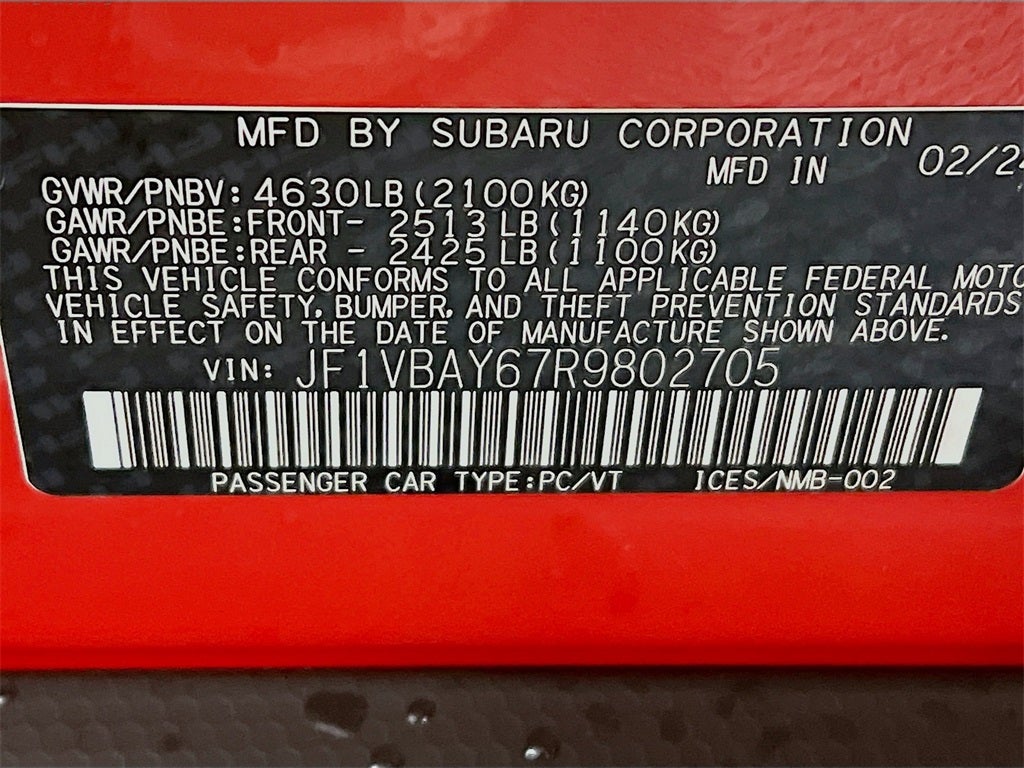 MFD BY SUBARU CORPORATION
MFD IN 02/24
GVWR/PNBV: 4630LB (2100KG)
GAWR/PNBE: FRONT- 2513 LB (1140KG)
GAWR/PNBE: REAR - 2425 LB (1100KG)
THIS VEHICLE CONFORMS TO ALL APPLICABLE FEDERAL MOTO
VEHICLE SAFETY, BUMPER, AND THEFT PREVENTION STANDARDS
IN EFFECT ON THE DATE OF MANUFACTURE SHOWN ABOVE.
VIN: JF1VBAY67R9802705
PASSENGER CAR TYPE:PC/VT ICES/NMB-002